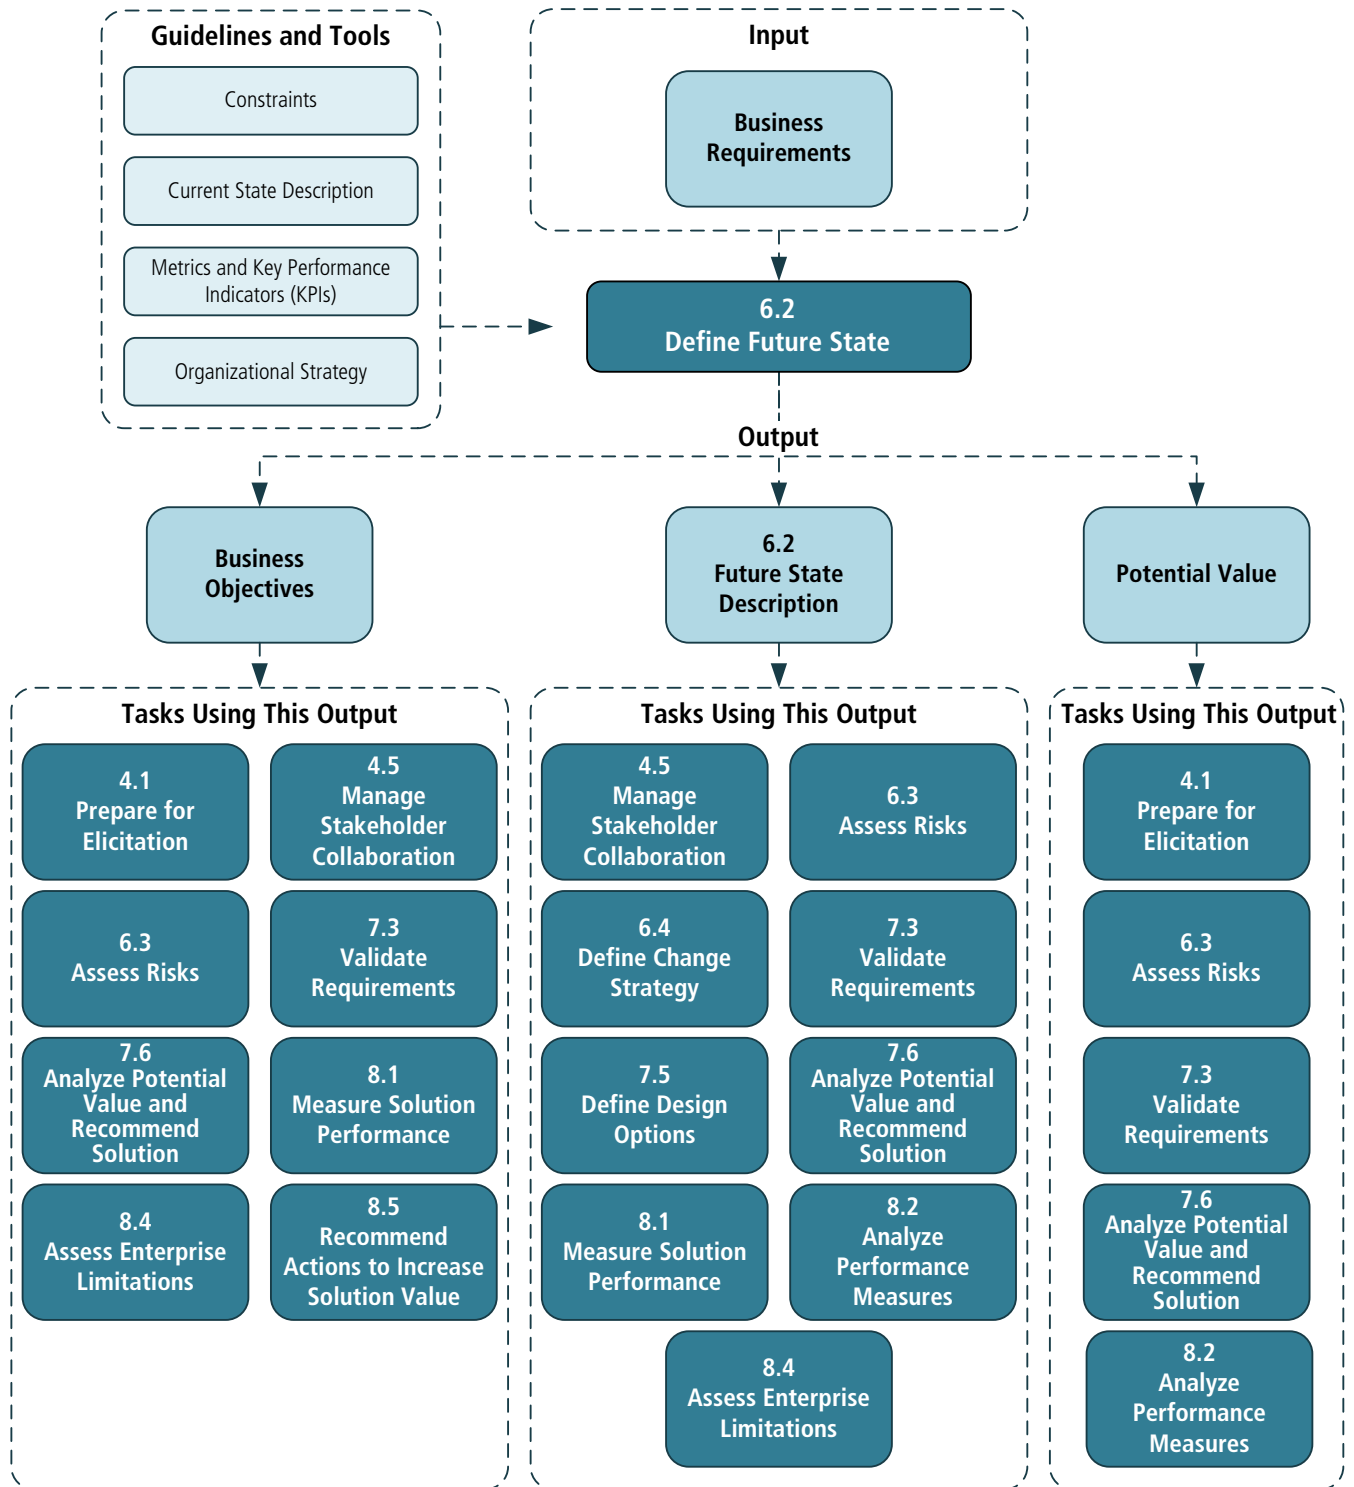 Guidelines and Tools
Constraints
Current State Description
Metrics and Key Performance
Indicators (KPIs)
Organizational Strategy
Input
Business
Requirements
6.2
Define Future State
Output
Business
Objectives
6.2
Future State
Description
Potential Value
Tasks Using This Output
4.1
Prepare for
Elicitation
4.5
Manage
Stakeholder
Collaboration
6.3
Assess Risks
7.3
Validate
Requirements
7.6
Analyze Potential
Value and
Recommend
Solution
8.1
Measure Solution
Performance
8.4
Assess Enterprise
Limitations
8.5
Recommend
Actions to Increase
Solution Value
Tasks Using This Output
4.5
Manage
Stakeholder
Collaboration
6.3
Assess Risks
6.4
Define Change
Strategy
7.3
Validate
Requirements
7.5
Define Design
Options
7.6
Analyze Potential
Value and
Recommend
Solution
8.1
Measure Solution
Performance
8.2
Analyze
Performance
Measures
8.4
Assess Enterprise
Limitations
Tasks Using This Output
4.1
Prepare for
Elicitation
6.3
Assess Risks
7.3
Validate
Requirements
7.6
Analyze Potential
Value and
Recommend
Solution
8.2
Analyze
Performance
Measures